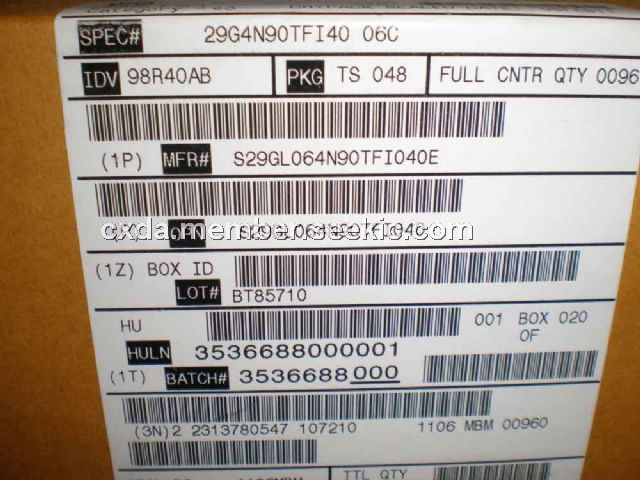 SPEC# 29G4N90TFI40 06C
IDV 98R40AB PKG TS 048 FULL CNTR QTY 0096
(1P) MFR# S29GL064N90TFI040E
S29GL064N90TFI040
cxda.memberseekic.com
(1Z) BOX ID
LOT# BT85710
HU 001 BOX 020
OF
HULN 3536688000001
(1T) BATCH# 3536688000
(3N)2 2313780547 107210 1106 MBM 00960
TTL QTY